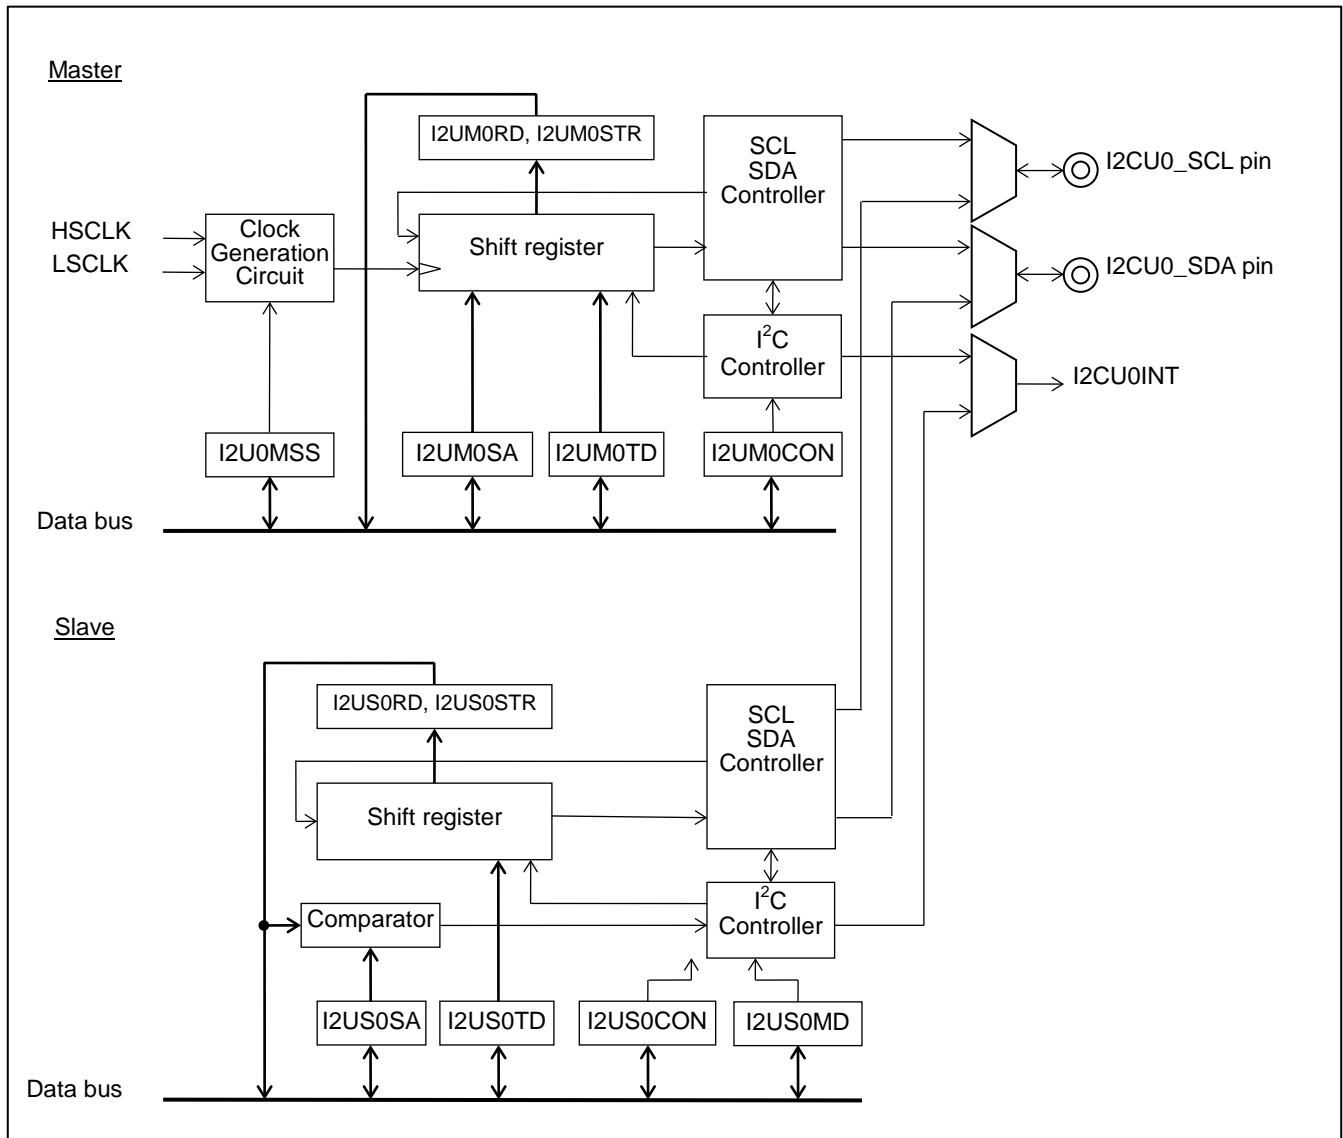 Master
I2UM0RD, I2UM0STR
SCL
SDA
Controller
I2CU0_SCL pin
HSCLK
LSCLK
Clock
Generation
Circuit
Shift register
I2CU0_SDA pin
I²C
Controller
I2CU0INT
I2U0MSS
I2UM0SA
I2UM0TD
I2UM0CON
Data bus
Slave
I2US0RD, I2US0STR
SCL
SDA
Controller
Shift register
Comparator
I²C
Controller
I2US0SA
I2US0TD
I2US0CON
I2US0MD
Data bus